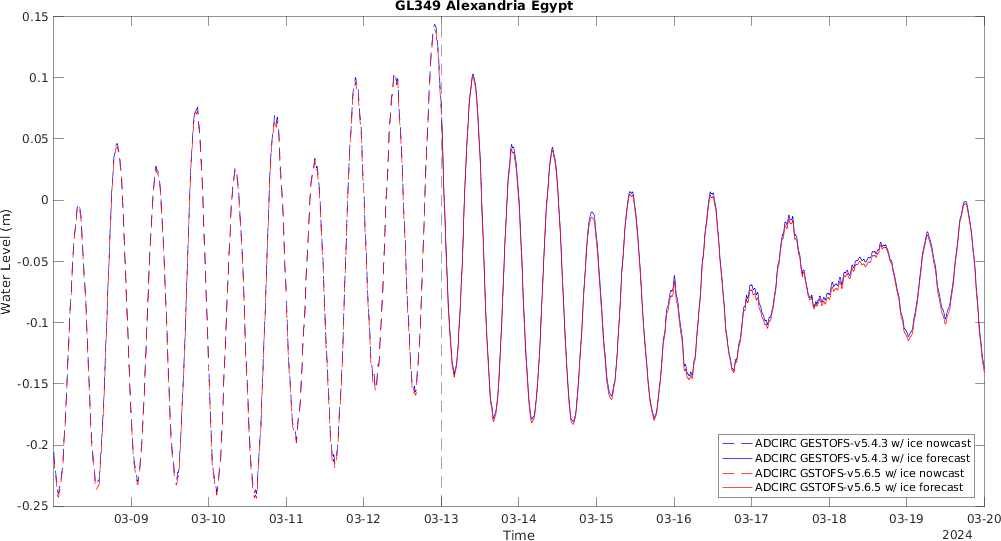 GL349 Alexandria Egypt
0.15
0.1
0.05
0
-0.05
-0.1
-0.15
-0.2
-0.25
Water Level (m)
ADCIRC GESTOFS-v5.4.3 w/ ice nowcast
ADCIRC GESTOFS-v5.4.3 w/ ice forecast
ADCIRC GSTOFS-v5.6.5 w/ ice nowcast
ADCIRC GSTOFS-v5.6.5 w/ ice forecast
03-09 03-10 03-11 03-12 03-13 03-14 03-15 03-16 03-17 03-18 03-19 03-20
Time
2024